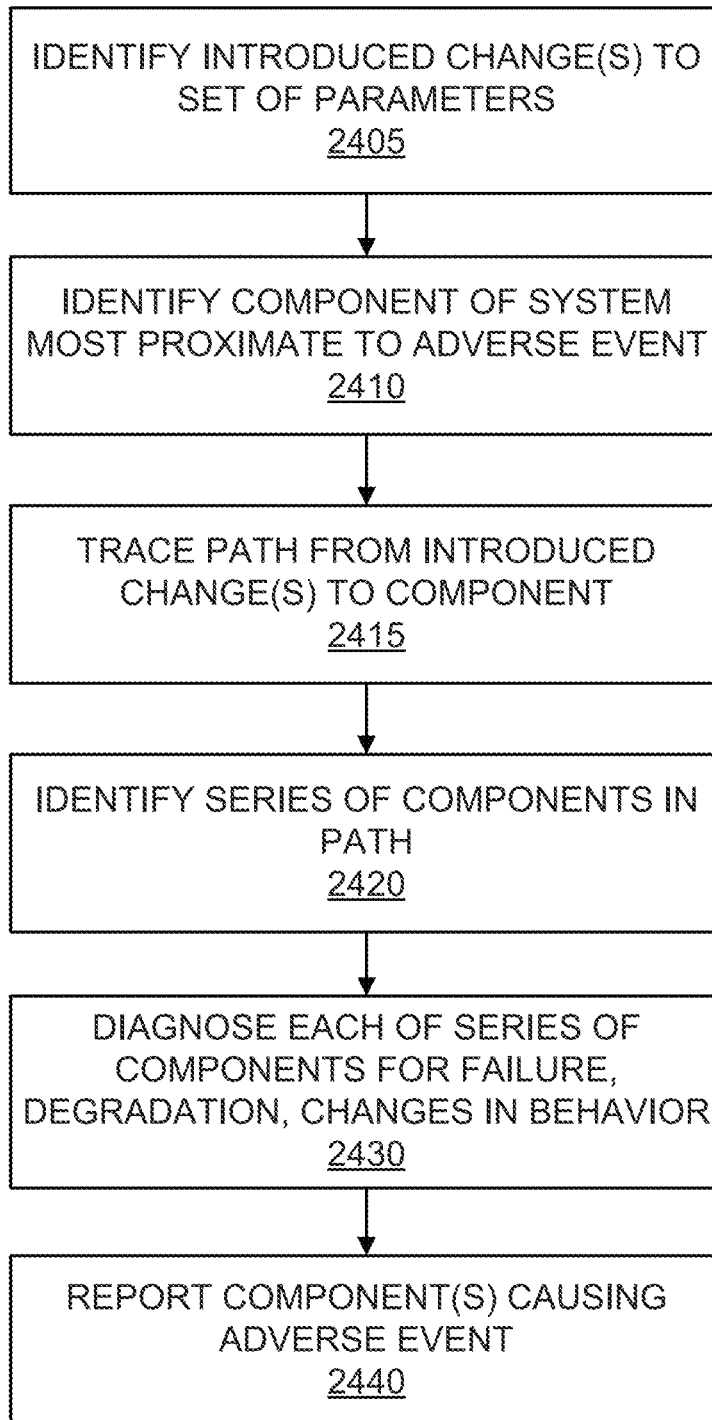 IDENTIFY INTRODUCED CHANGE(S) TO
SET OF PARAMETERS
2405
IDENTIFY COMPONENT OF SYSTEM
MOST PROXIMATE TO ADVERSE EVENT
2410
TRACE PATH FROM INTRODUCED
CHANGE(S) TO COMPONENT
2415
IDENTIFY SERIES OF COMPONENTS IN
PATH
2420
DIAGNOSE EACH OF SERIES OF
COMPONENTS FOR FAILURE,
DEGRADATION, CHANGES IN BEHAVIOR
2430
REPORT COMPONENT(S) CAUSING
ADVERSE EVENT
2440